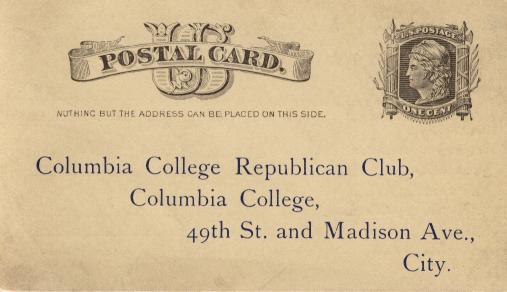 US
POSTAL CARD.
U.S. POSTAGE
ONE CENT
NOTHING BUT THE ADDRESS CAN BE PLACED ON THIS SIDE.
Columbia College Republican Club,
Columbia College,
49th St. and Madison Ave.,
City.